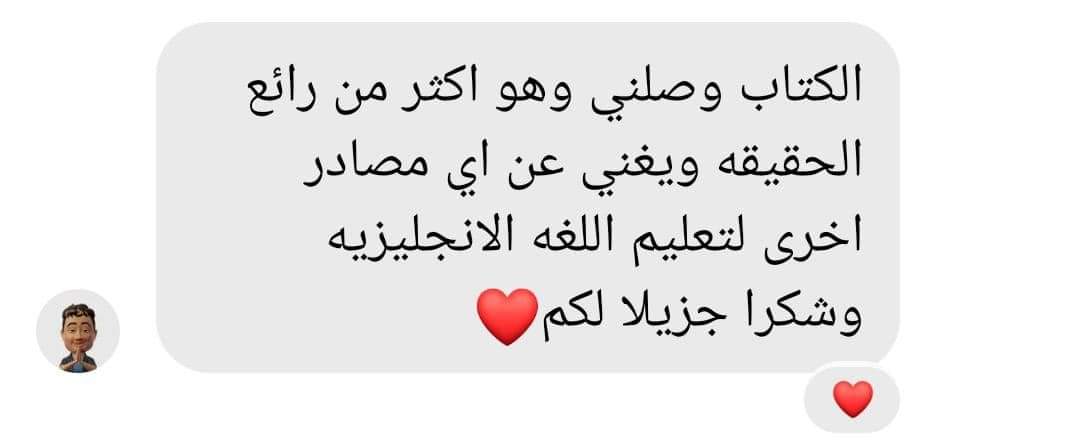 الكتاب وصلني وهو اكثر من رائع
الحقيقه ويغني عن اي مصادر
اخرى لتعليم اللغه الانجليزيه
وشكرا جزيلا لكم❤️
❤️